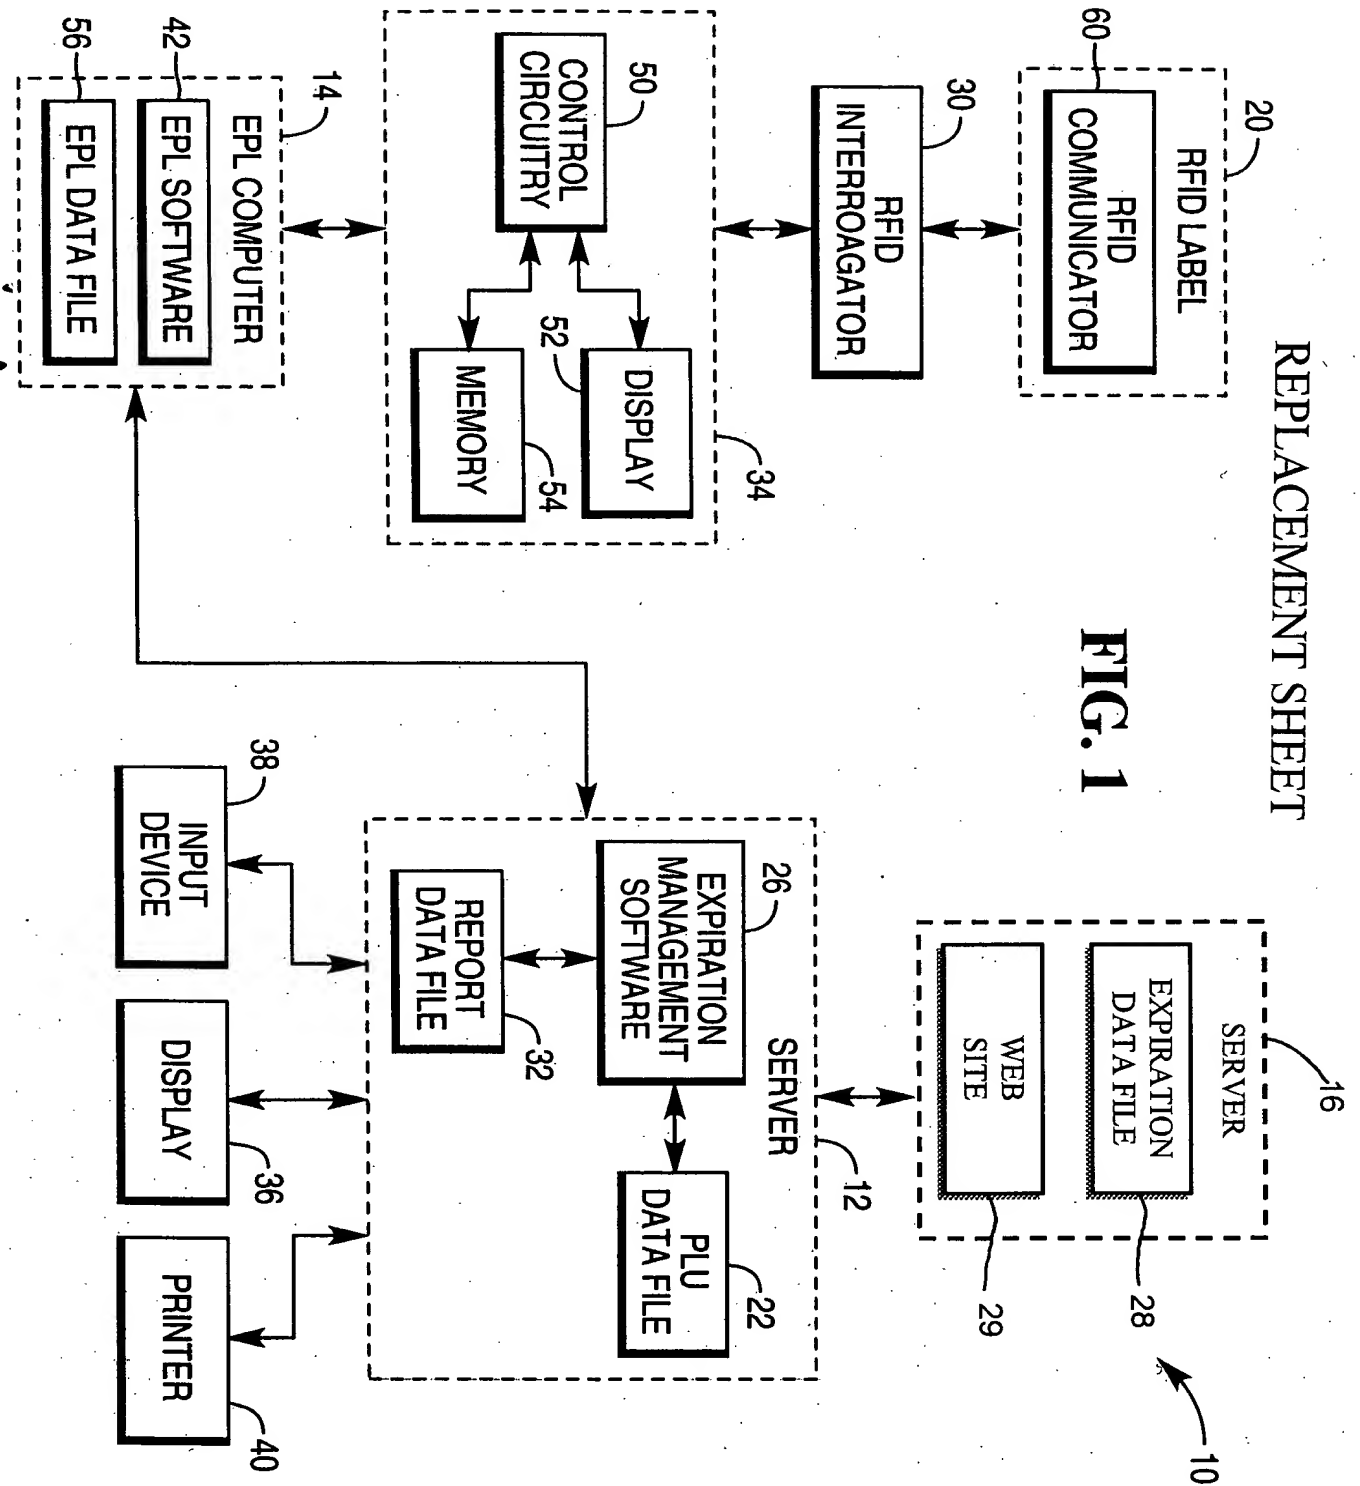 REPLACEMENT SHEET
FIG. 1
10
20
RFID LABEL
60
RFID
COMMUNICATOR
30
RFID
INTERROAGATOR
34
50
CONTROL
CIRCUITRY
DISPLAY
52
MEMORY
54
14
EPL COMPUTER
42
EPL SOFTWARE
56
EPL DATA FILE
16
SERVER
EXPIRATION
DATA FILE
28
WEB
SITE
29
SERVER
12
26
EXPIRATION
MANAGEMENT
SOFTWARE
PLU
DATA FILE
22
REPORT
DATA FILE
32
38
INPUT
DEVICE
DISPLAY
36
PRINTER
40